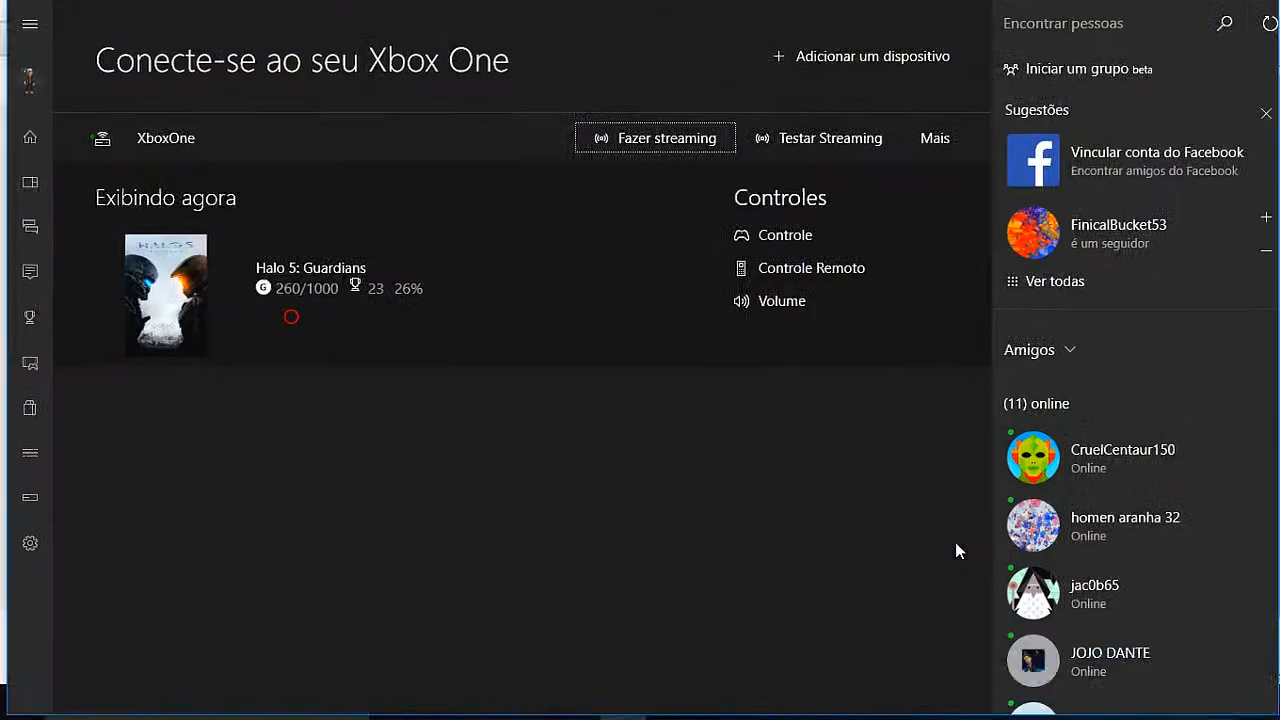 Conecte-se ao seu Xbox One
Adicionar um dispositivo
XboxOne
Fazer streaming
Testar Streaming
Mais
Exibindo agora
HALO 5
Halo 5: Guardians
G 260/1000 23 26%
Controles
Controle
Controle Remoto
Volume
Encontrar pessoas
Iniciar um grupo beta
Sugestões
Vincular conta do Facebook
Encontrar amigos do Facebook
FinicalBucket53
é um seguidor
Ver todas
Amigos
(11) online
CruelCentaur150
Online
homen aranha 32
Online
jac0b65
Online
JOJO DANTE
Online